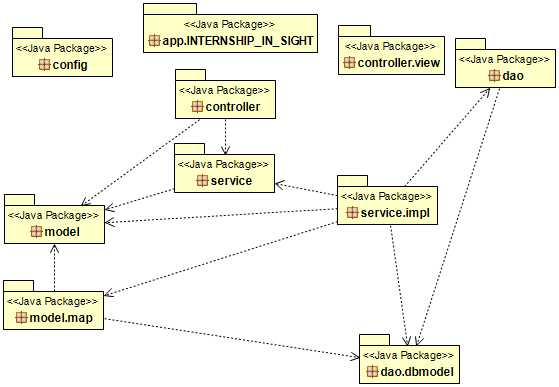 <<Java Package>>
app.INTERNSHIP_IN_SIGHT
<<Java Package>>
config
<<Java Package>>
controller.view
<<Java Package>>
dao
<<Java Package>>
controller
<<Java Package>>
service
<<Java Package>>
model
<<Java Package>>
service.impl
<<Java Package>>
model.map
<<Java Package>>
dao.dbmodel